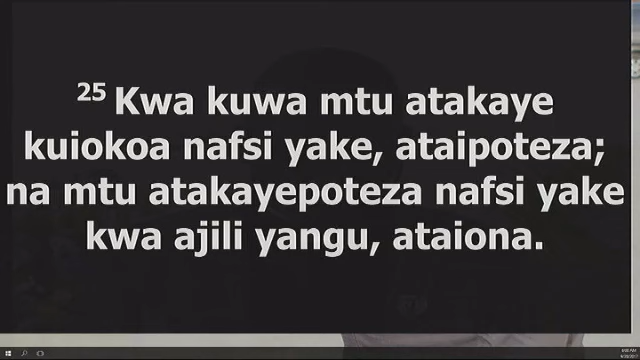 25 Kwa kuwa mtu atakaye
kuiokoa nafsi yake, ataipoteza;
na mtu atakayepoteza nafsi yake
kwa ajili yangu, ataiona.